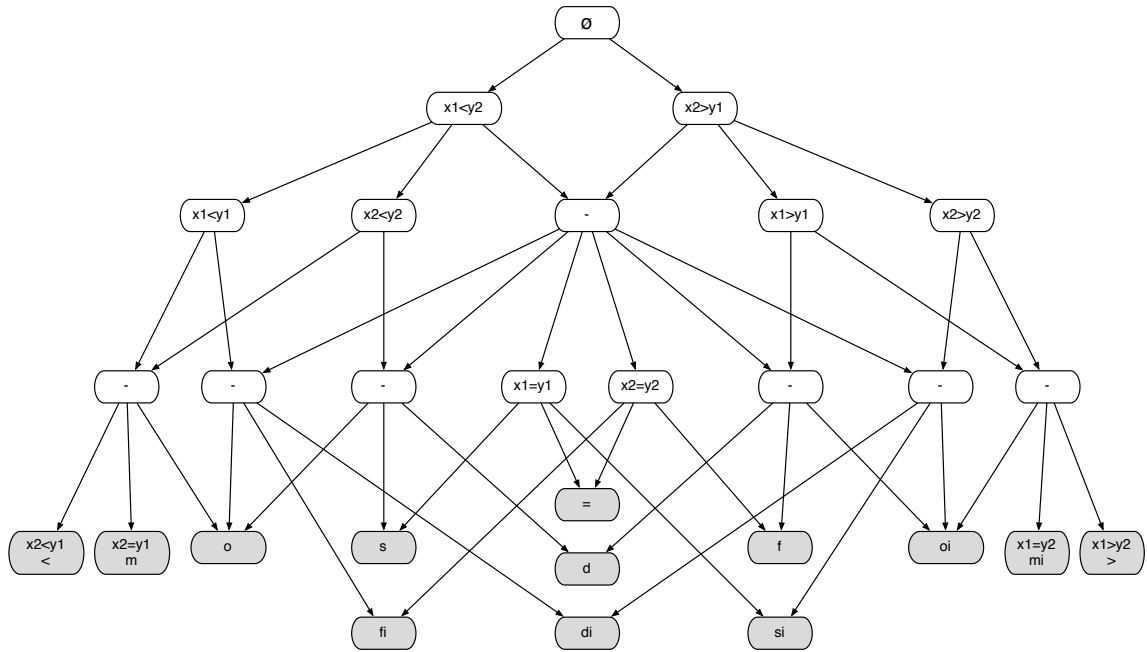 Ø
x1<y2
x2>y1
x1<y1
x2<y2
-
x1>y1
x2>y2
-
-
-
x1=y1
x2=y2
-
-
-
=
x2<y1
<
x2=y1
m
o
s
d
f
oi
x1=y2
mi
x1>y2
>
fi
di
si